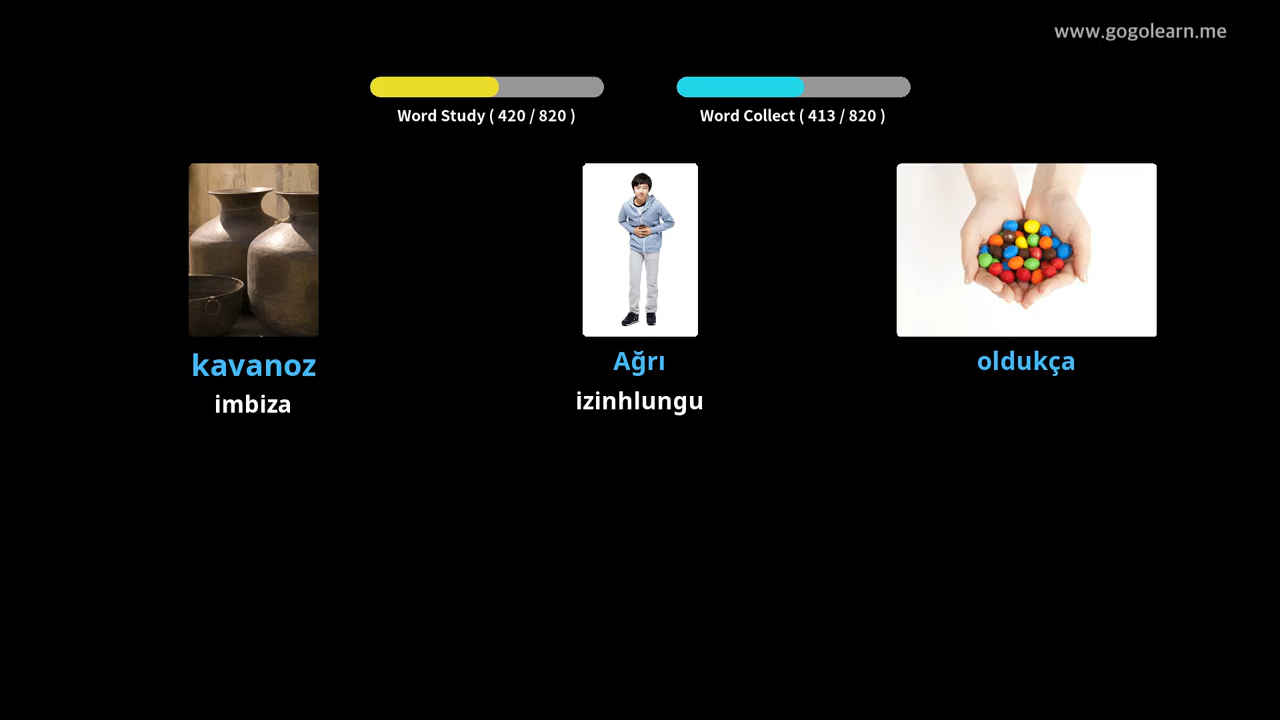 www.gogolearn.me
Word Study ( 420 / 820 )
Word Collect ( 413 / 820 )
kavanoz
imbiza
Ağrı
izinhlungu
oldukça